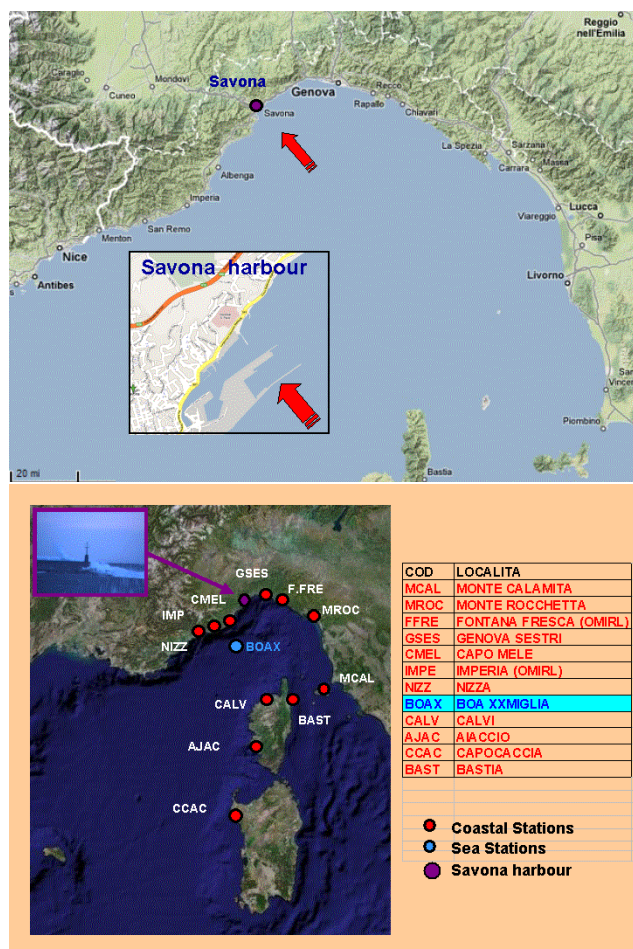 Reggio
nell'Emilia
Caraglio
Cuneo
Mondovi
Savona
Savona
Genova
Recco
Rapallo
Chiavari
La Spezia
Sarzana
Carrara
Massa
Viareggio
Lucca
Pisa
Livorno
Albenga
Imperia
San Remo
Menton
Nice
Antibes
Savona harbour
San
Vincen
Piombino
Bastia
20 mi
GSES
F.FRE
CMEL
IMP
MROC
NIZZ
BOAX
MCAL
CALV
BAST
AJAC
CCAC
COD LOCALITA
MCAL MONTE CALAMITA
MROC MONTE ROCCHETTA
FFRE FONTANA FRESCA (OMIRL)
GSES GENOVA SESTRI
CMEL CAPO MELE
IMPE IMPERIA (OMIRL)
NIZZ NIZZA
BOAX BOA XXMIGLIA
CALV CALVI
AJAC AIACCIO
CCAC CAPOCACCIA
BAST BASTIA
Coastal Stations
Sea Stations
Savona harbour